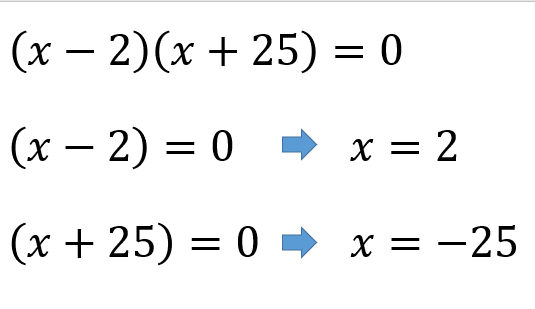 (x − 2)(x + 25) = 0
(x − 2) = 0 ➡ x = 2
(x + 25) = 0 ➡ x = −25